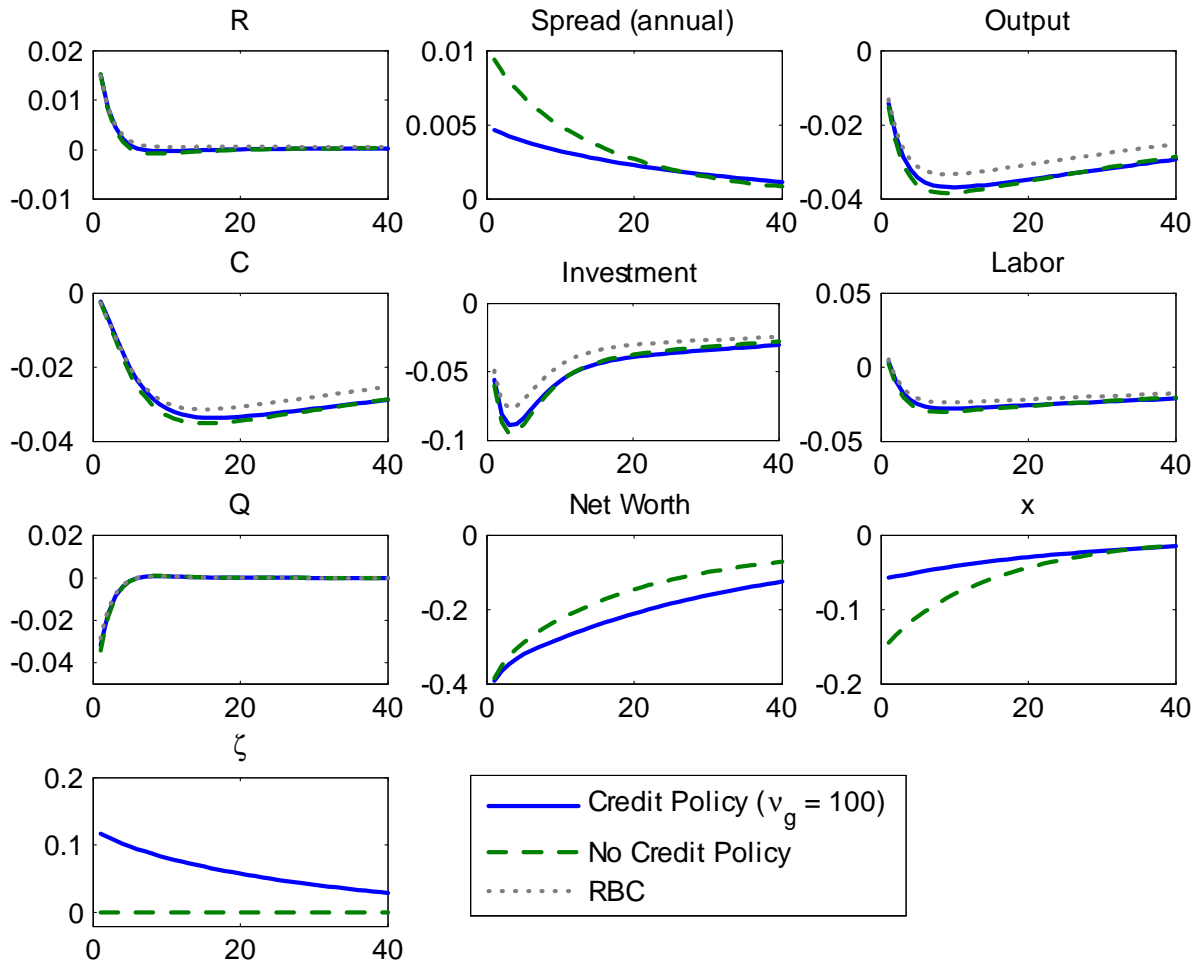 R
0.02
0.01
0
-0.01
0 20 40
Spread (annual)
0.01
0.005
0
0 20 40
Output
0
-0.02
-0.04
0 20 40
C
0
-0.02
-0.04
0 20 40
Investment
0
-0.05
-0.1
0 20 40
Labor
0.05
0
-0.05
0 20 40
Q
0.02
0
-0.02
-0.04
0 20 40
Net Worth
0
-0.2
-0.4
0 20 40
x
0
-0.1
-0.2
0 20 40
ζ
0.2
0.1
0
0 20 40
Credit Policy (ν_g = 100)
No Credit Policy
RBC